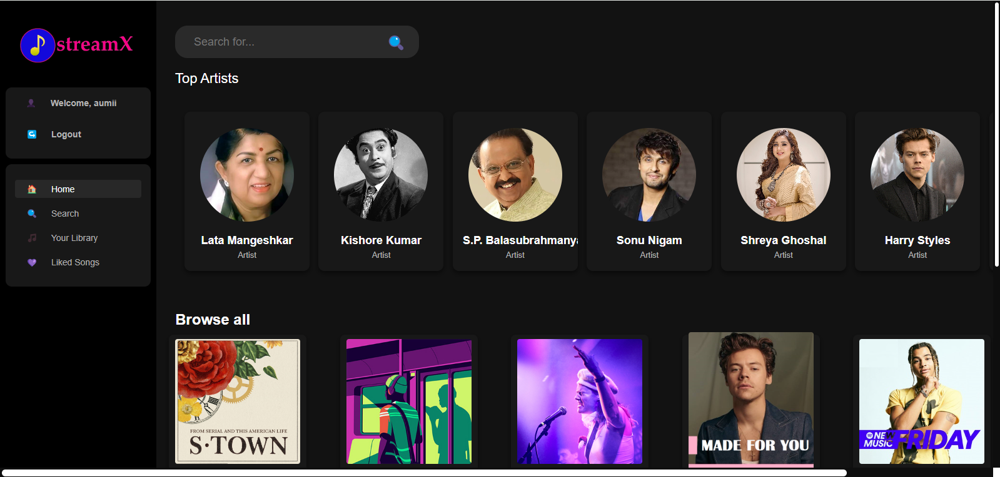 streamX
Welcome, aumii
Logout
Home
Search
Your Library
Liked Songs
Search for...
Top Artists
Lata Mangeshkar
Artist
Kishore Kumar
Artist
S.P. Balasubrahmanya
Artist
Sonu Nigam
Artist
Shreya Ghoshal
Artist
Harry Styles
Artist
Browse all
FROM SERIAL AND THIS AMERICAN LIFE
S·TOWN
MADE FOR YOU
NEW
MUSIC
FRIDAY